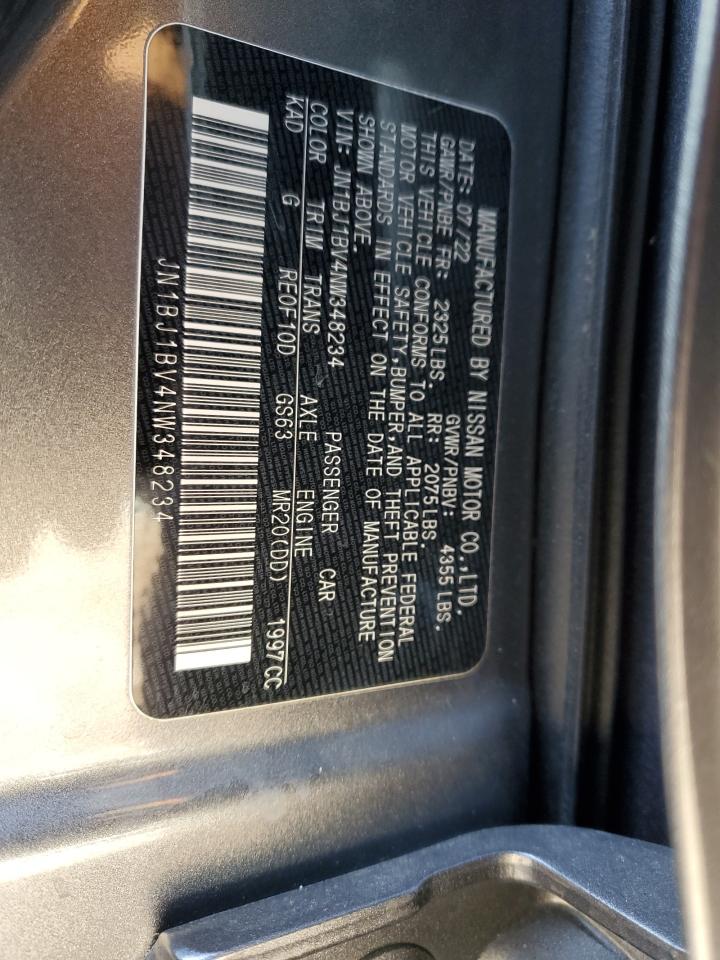 MANUFACTURED BY NISSAN MOTOR CO.,LTD.
DATE: 07/22 GVWR/PNBV: 4355 LBS.
GAWR/PNBE FR: 2325LBS. RR: 2075LBS.
THIS VEHICLE CONFORMS TO ALL APPLICABLE FEDERAL
MOTOR VEHICLE SAFETY,BUMPER,AND THEFT PREVENTION
STANDARDS IN EFFECT ON THE DATE OF MANUFACTURE
SHOWN ABOVE.
VIN: JN1BJ1BV4NW348234 PASSENGER CAR
COLOR TRIM TRANS AXLE ENGINE
KAD G RE0F10D GS63 MR20(DD) 1997CC
JN1BJ1BV4NW348234